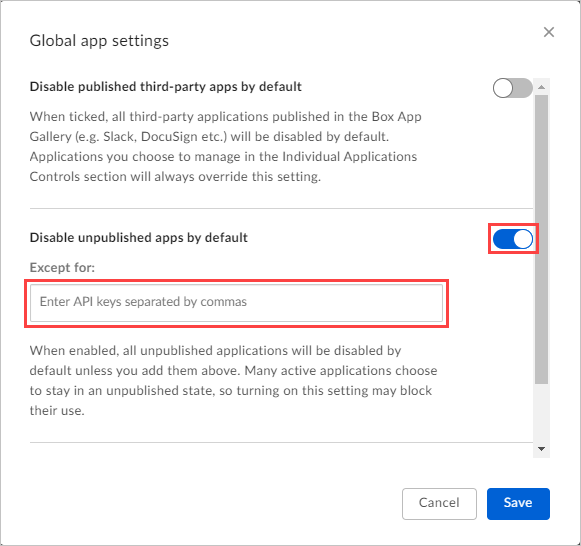 Global app settings
Disable published third-party apps by default
When ticked, all third-party applications published in the Box App
Gallery (e.g. Slack, DocuSign etc.) will be disabled by default.
Applications you choose to manage in the Individual Applications
Controls section will always override this setting.
Disable unpublished apps by default
Except for:
Enter API keys separated by commas
When enabled, all unpublished applications will be disabled by
default unless you add them above. Many active applications choose
to stay in an unpublished state, so turning on this setting may block
their use.
Cancel
Save